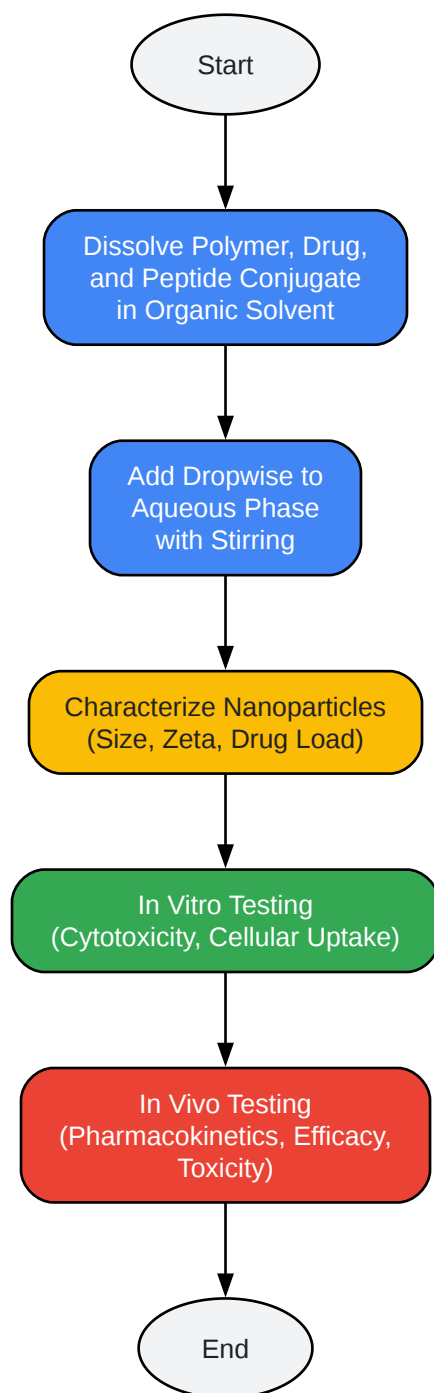 Start
Dissolve Polymer, Drug,
and Peptide Conjugate
in Organic Solvent
Add Dropwise to
Aqueous Phase
with Stirring
Characterize Nanoparticles
(Size, Zeta, Drug Load)
In Vitro Testing
(Cytotoxicity, Cellular Uptake)
In Vivo Testing
(Pharmacokinetics, Efficacy,
Toxicity)
End